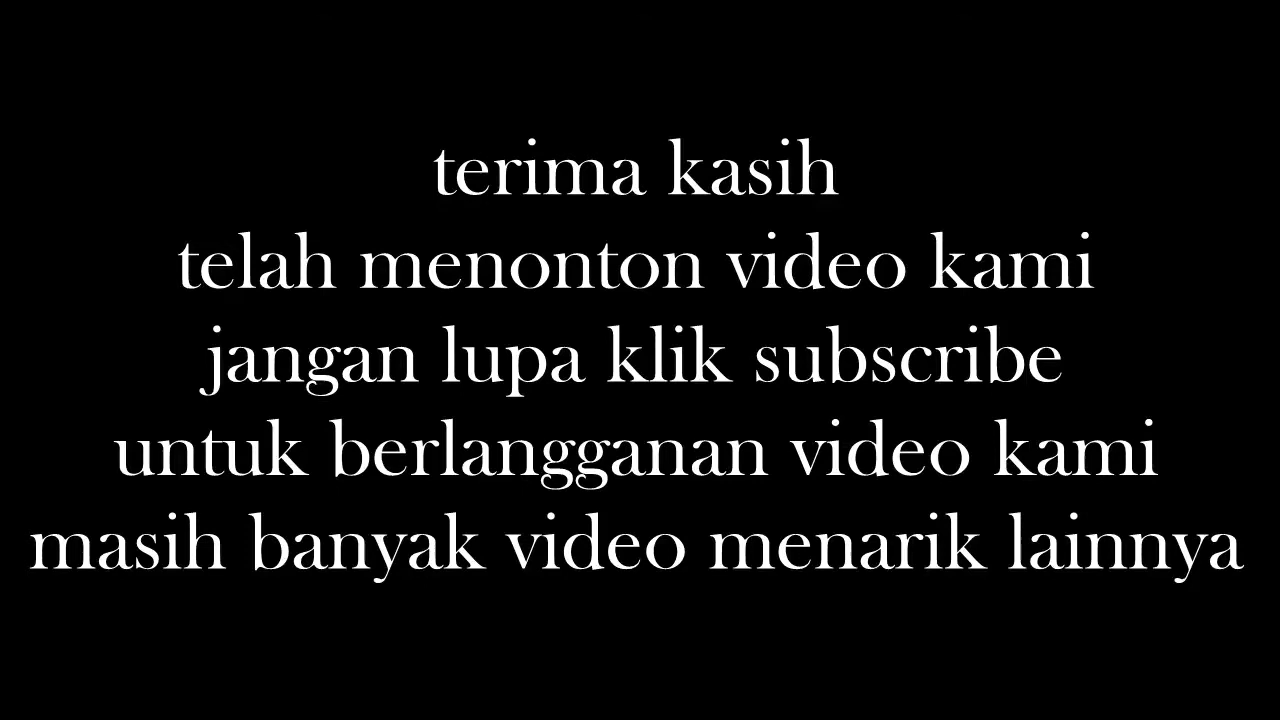 terima kasih
telah menonton video kami
jangan lupa klik subscribe
untuk berlangganan video kami
masih banyak video menarik lainnya